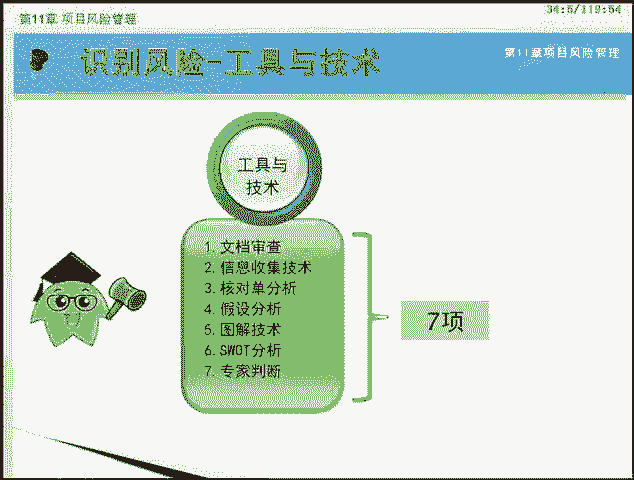 第11章 项目风险管理
34:5/119:54
识别风险-工具与技术
第11章项目风险管理
工具与
技术
1. 文档审查
2. 信息收集技术
3. 核对单分析
4. 假设分析
5. 图解技术
6. SWOT分析
7. 专家判断
7项